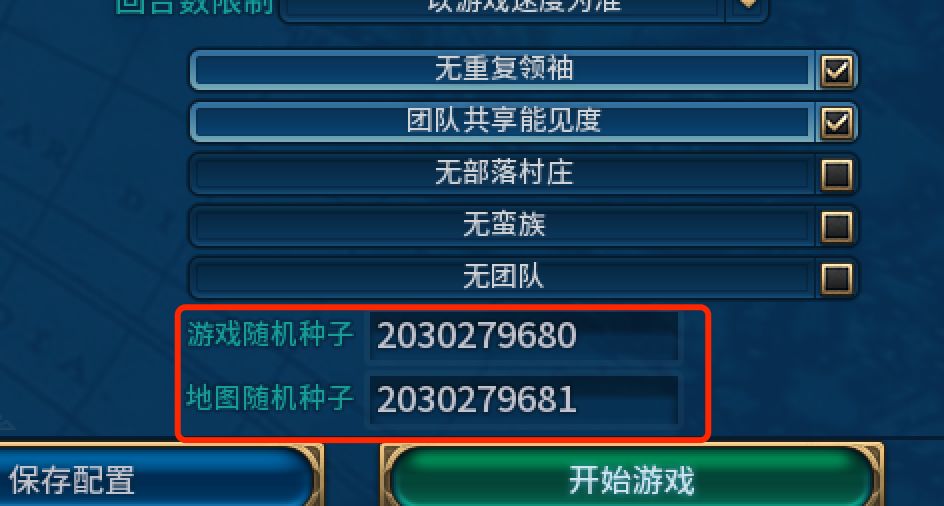 回合数限制 以游戏速度为准
无重复领袖
团队共享能见度
无部落村庄
无蛮族
无团队
游戏随机种子 2030279680
地图随机种子 2030279681
保存配置 开始游戏